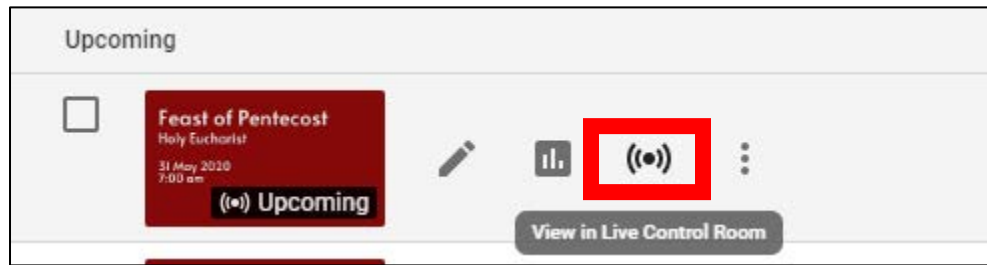 Upcoming
Feast of Pentecost
Holy Eucharist
31 May 2020
7:00 am
Upcoming
View in Live Control Room